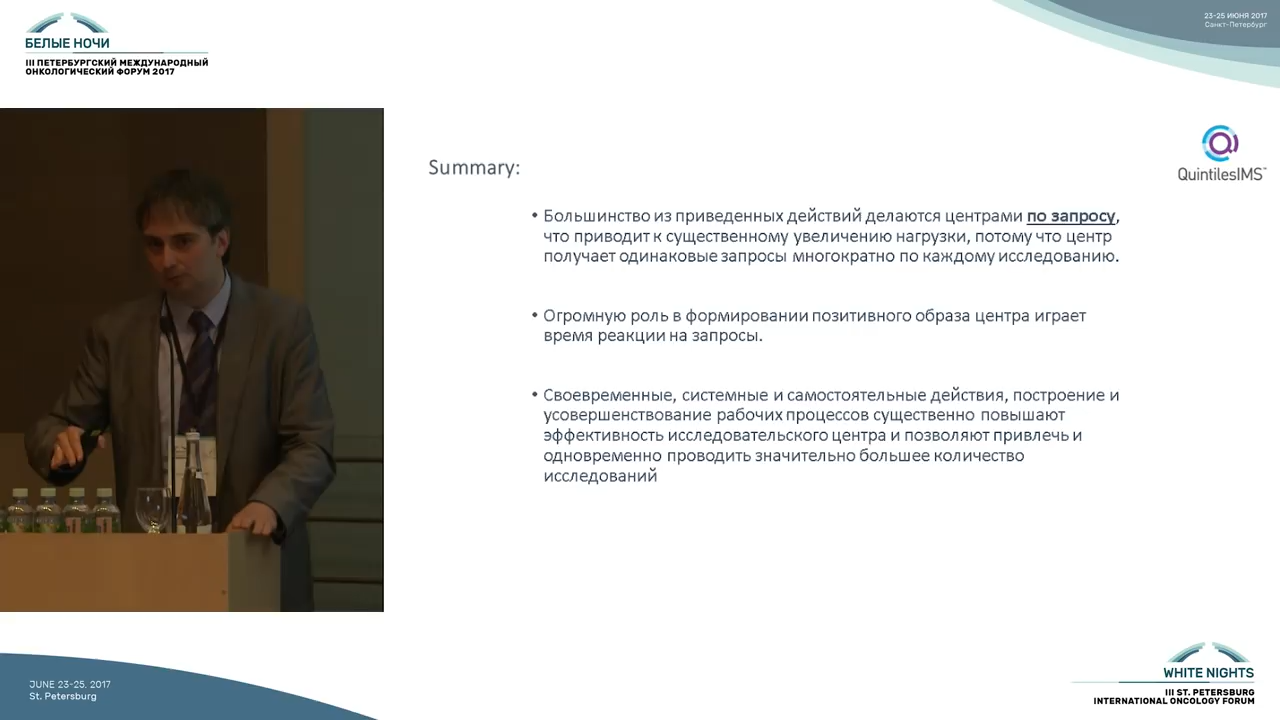 БЕЛЫЕ НОЧИ
III ПЕТЕРБУРГСКИЙ МЕЖДУНАРОДНЫЙ
ОНКОЛОГИЧЕСКИЙ ФОРУМ 2017
23-25 ИЮНЯ 2017
Санкт-Петербург
QuintilesIMS™
Summary:
• Большинство из приведенных действий делаются центрами по запросу,
что приводит к существенному увеличению нагрузки, потому что центр
получает одинаковые запросы многократно по каждому исследованию.
• Огромную роль в формировании позитивного образа центра играет
время реакции на запросы.
• Своевременные, системные и самостоятельные действия, построение и
усовершенствование рабочих процессов существенно повышают
эффективность исследовательского центра и позволяют привлечь и
одновременно проводить значительно большее количество
исследований
JUNE 23-25, 2017
St. Petersburg
WHITE NIGHTS
III ST. PETERSBURG
INTERNATIONAL ONCOLOGY FORUM